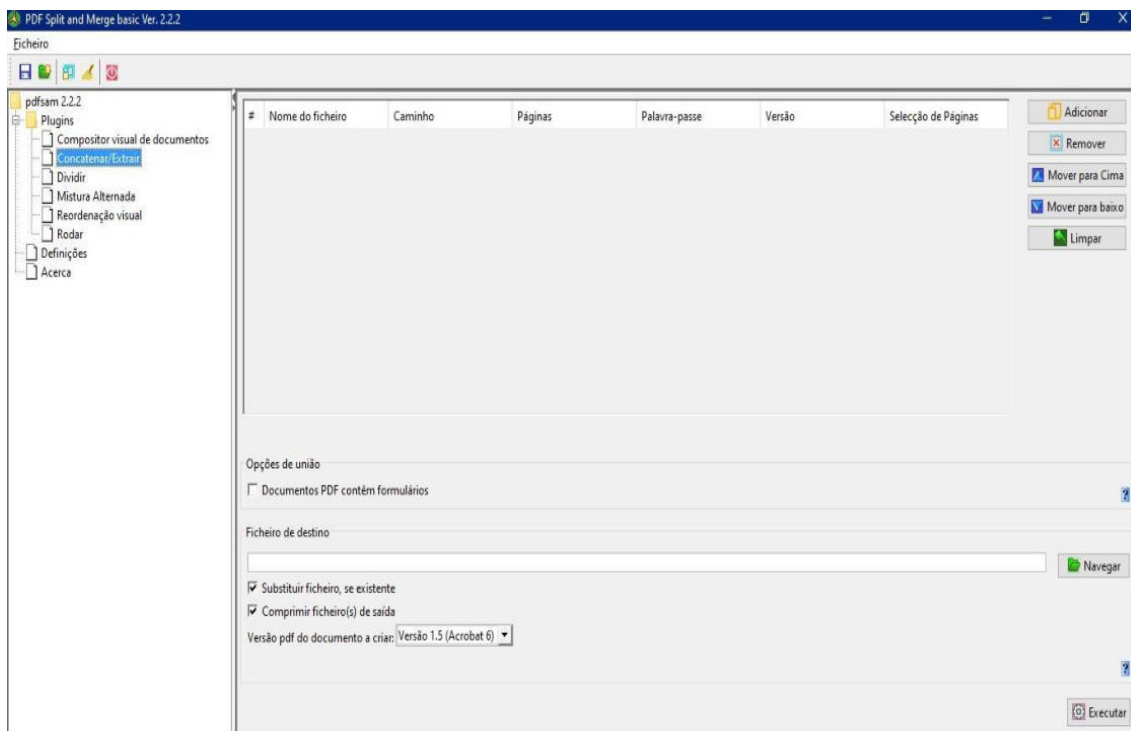 PDF Split and Merge basic Ver. 2.2.2
Ficheiro
pdfsam 2.2.2
Plugins
Compositor visual de documentos
Concatenar/Extrair
Dividir
Mistura Alternada
Reordenação visual
Rodar
Definições
Acerca
# Nome do ficheiro Caminho Páginas Palavra-passe Versão Selecção de Páginas
Adicionar
Remover
Mover para Cima
Mover para baixo
Limpar
Opções de união
Documentos PDF contêm formulários
Ficheiro de destino
Navegar
Substituir ficheiro, se existente
Comprimir ficheiro(s) de saída
Versão pdf do documento a criar: Versão 1.5 (Acrobat 6)
Executar